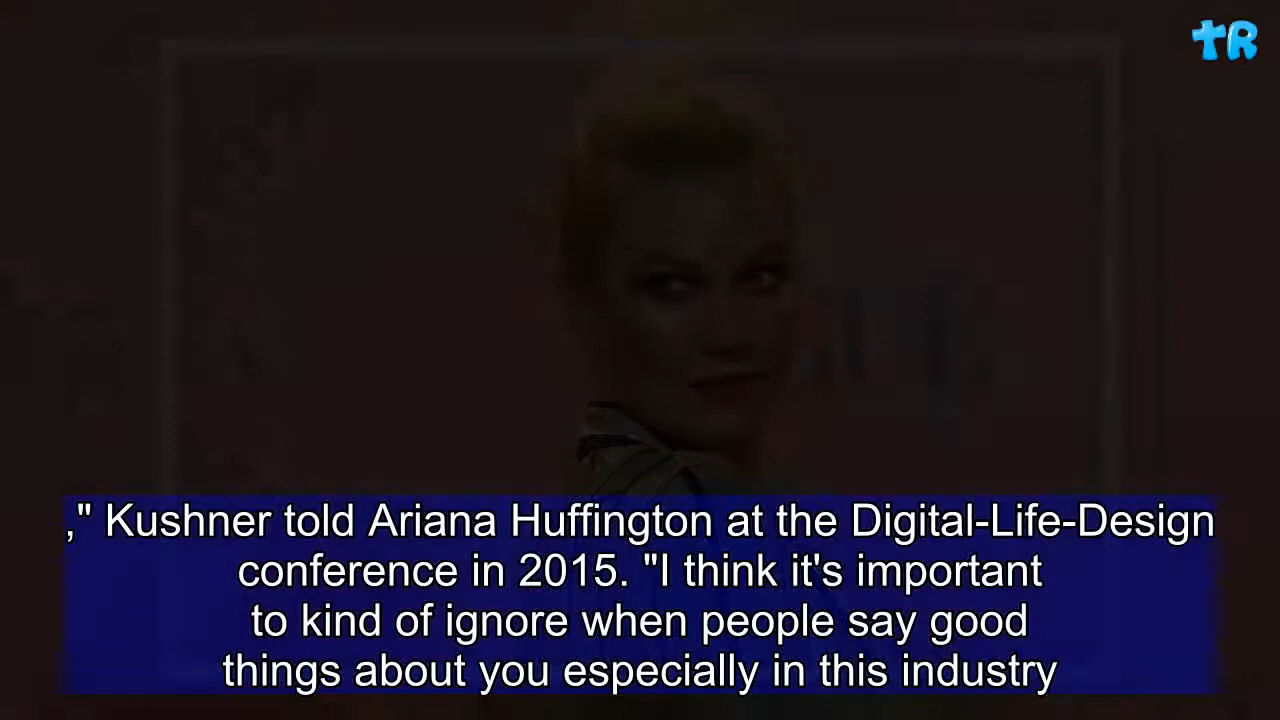 TR
," Kushner told Ariana Huffington at the Digital-Life-Design
conference in 2015. "I think it's important
to kind of ignore when people say good
things about you especially in this industry